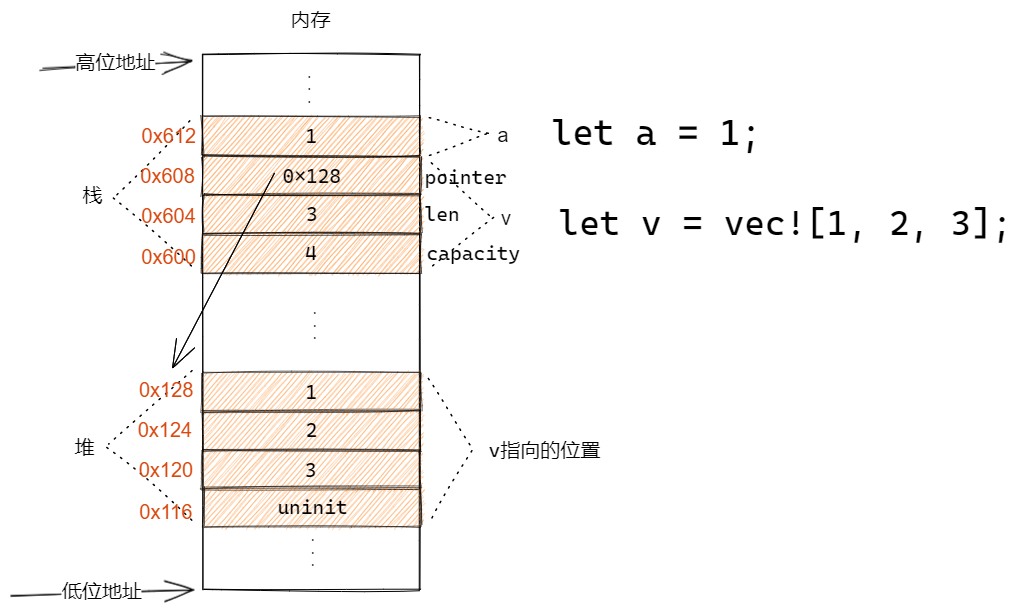 内存
高位地址
0x612
1
a
let a = 1;
栈
0x608
0×128
pointer
0x604
3
len
v
let v = vec![1, 2, 3];
0x600
4
capacity
0x128
1
0x124
2
堆
v指向的位置
0x120
3
0x116
uninit
低位地址